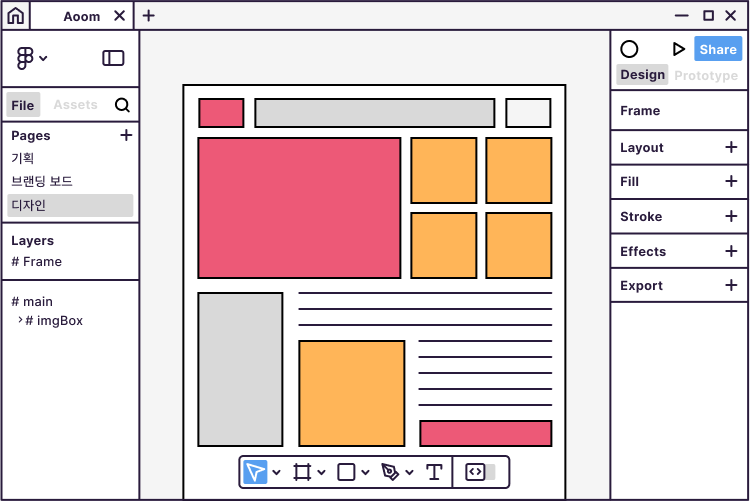 Aoom
Share
Design Prototype
File Assets
Pages
기획
브랜딩 보드
디자인
Layers
# Frame
# main
# imgBox
Frame
Layout
Fill
Stroke
Effects
Export